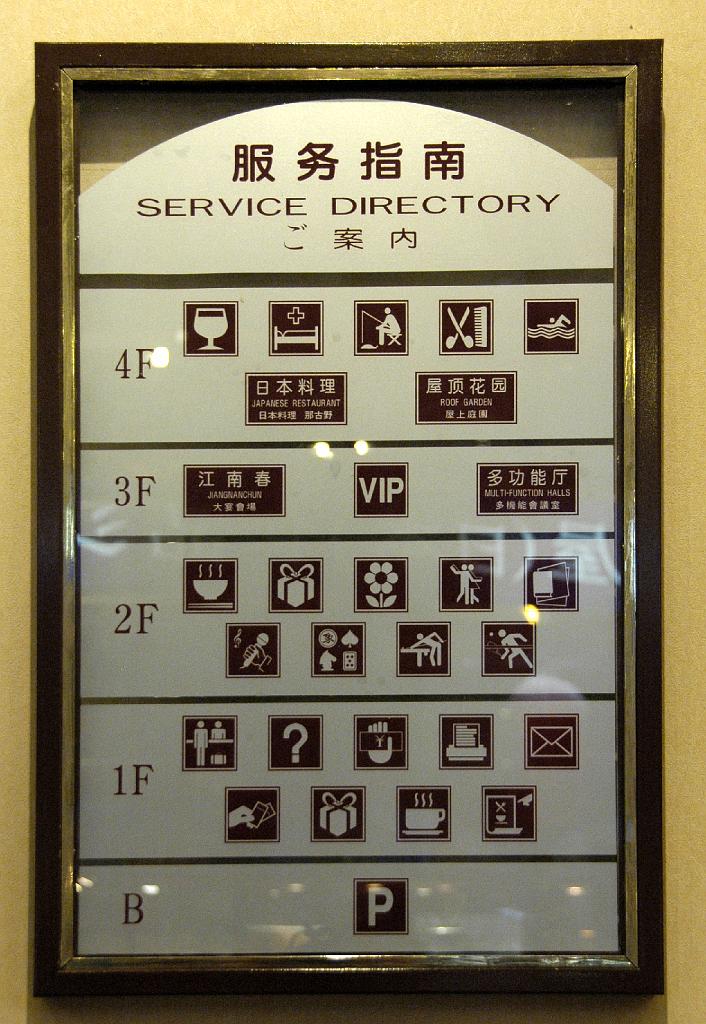 服务指南
SERVICE DIRECTORY
ご案内
4F
日本料理
JAPANESE RESTAURANT
日本料理 那古野
屋顶花园
ROOF GARDEN
屋上庭園
3F
江南春
JIANGNANCHUN
大宴會場
VIP
多功能厅
MULTI-FUNCTION HALLS
多機能會議室
2F
象
1F
?
¥
B
P